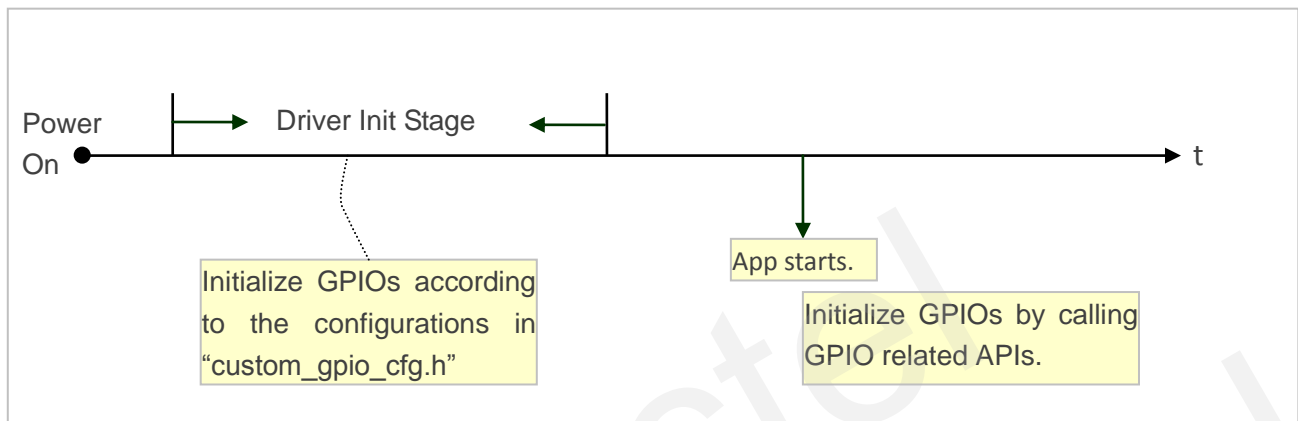 Power
On
Driver Init Stage
t
Initialize GPIOs according
to the configurations in
“custom_gpio_cfg.h”
App starts.
Initialize GPIOs by calling
GPIO related APIs.